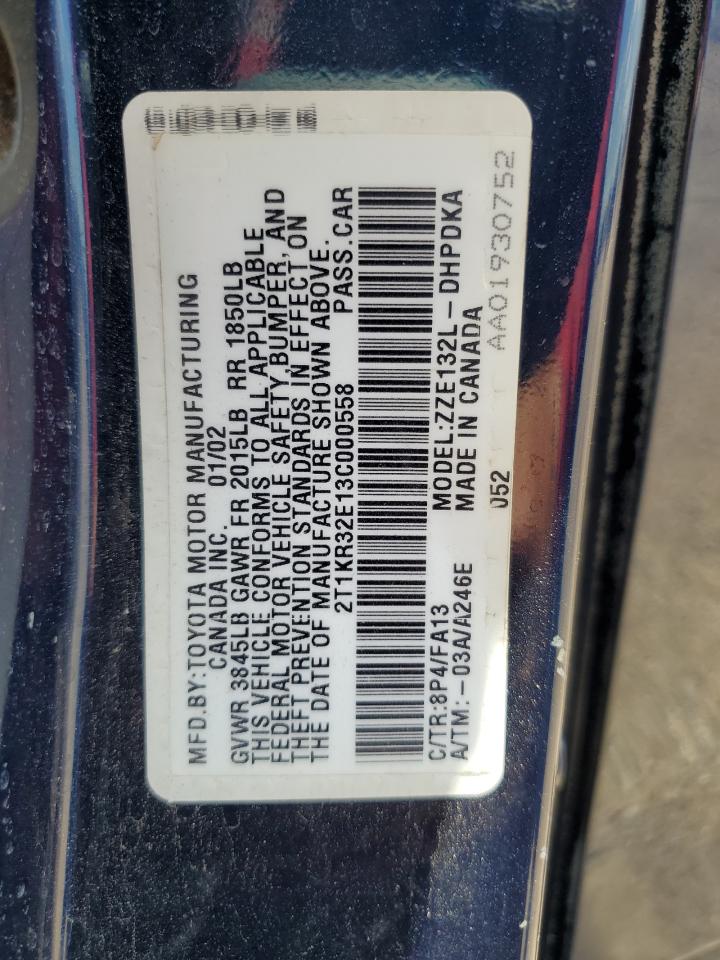 MFD.BY:TOYOTA MOTOR MANUFACTURING
CANADA INC. 01/02
GVWR 3845LB GAWR FR 2015LB RR 1850LB
THIS VEHICLE CONFORMS TO ALL APPLICABLE
FEDERAL MOTOR VEHICLE SAFETY,BUMPER, AND
THEFT PREVENTION STANDARDS IN EFFECT ON
THE DATE OF MANUFACTURE SHOWN ABOVE.
2T1KR32E13C000558 PASS.CAR
C/TR:8P4/FA13 MODEL:ZZE132L-DHPDKA
A/TM:-03A/A246E MADE IN CANADA
052 AA01930752